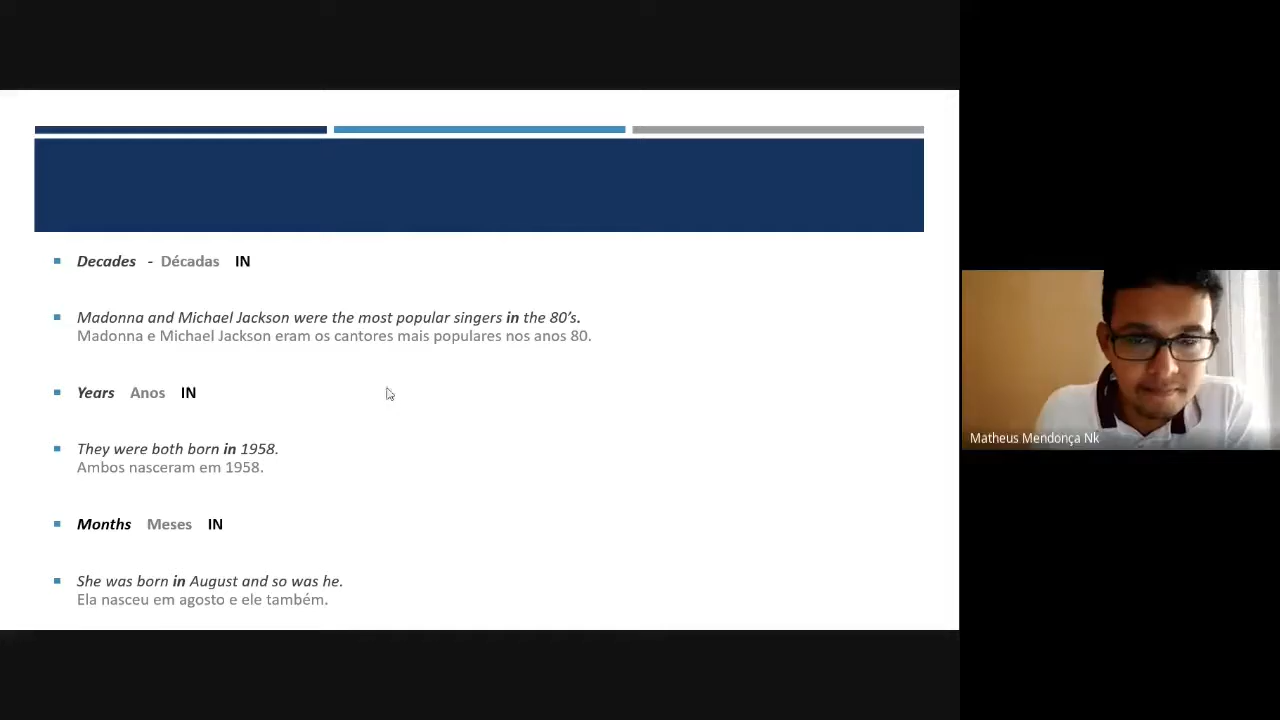 Decades - Décadas IN
Madonna and Michael Jackson were the most popular singers in the 80's.
Madonna e Michael Jackson eram os cantores mais populares nos anos 80.
Years Anos IN
They were both born in 1958.
Ambos nasceram em 1958.
Months Meses IN
She was born in August and so was he.
Ela nasceu em agosto e ele também.
Matheus Mendonça Nk